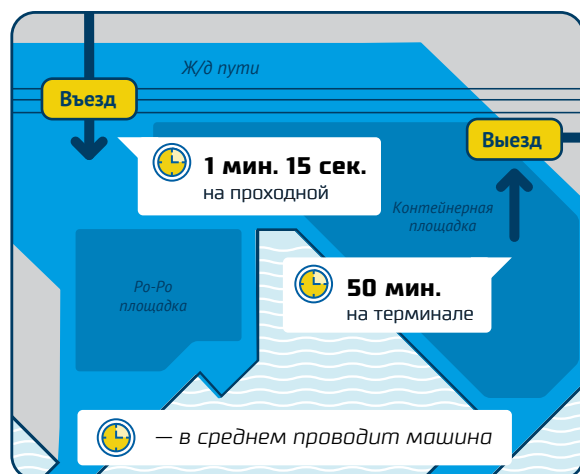 Ж/д пути
Въезд
Выезд
1 мин. 15 сек.
на проходной
Контейнерная
площадка
Ро-Ро
площадка
50 мин.
на терминале
— в среднем проводит машина